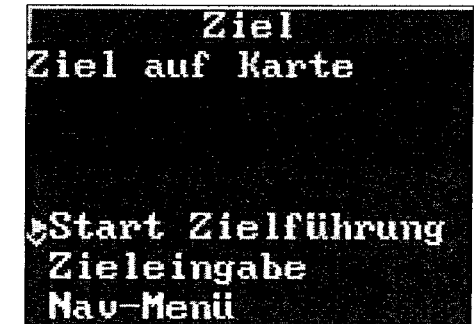 Ziel
Ziel auf Karte
Start Zielführung
Zieleingabe
Nav-Menü